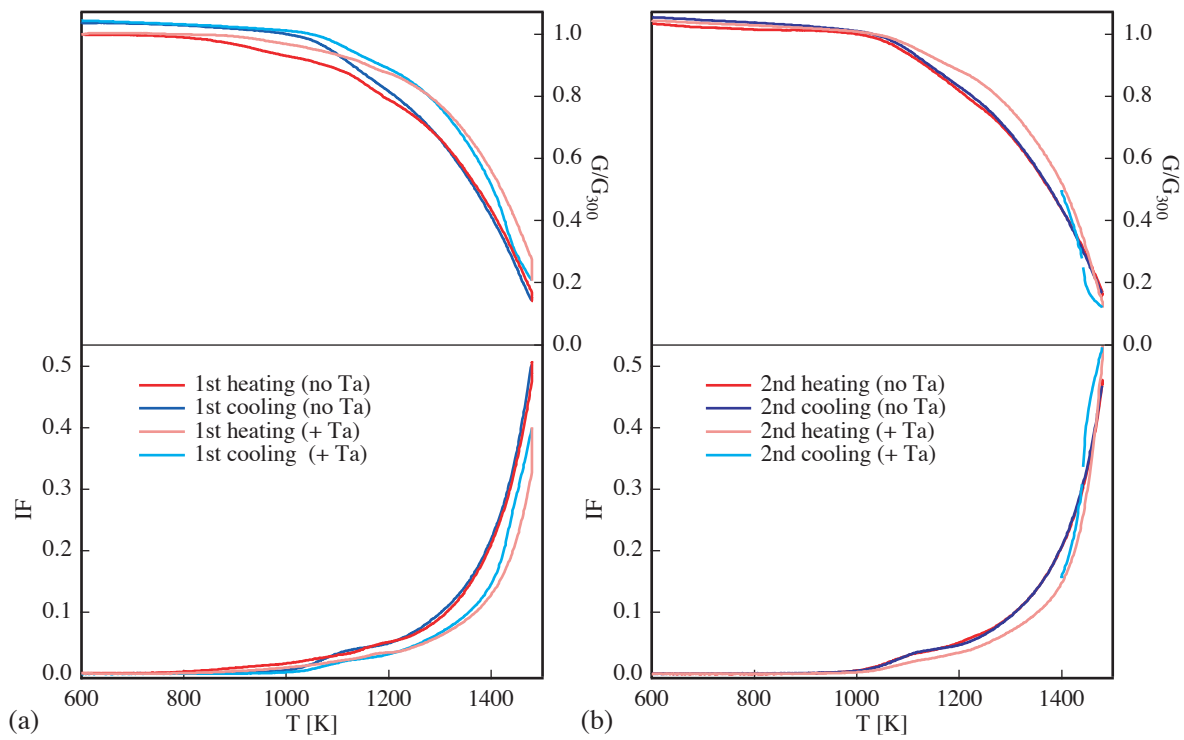 1.0
0.8
0.6
0.4
0.2
0.0
G/G300
0.5
0.4
0.3
0.2
0.1
0.0
IF
1st heating (no Ta)
1st cooling (no Ta)
1st heating (+ Ta)
1st cooling (+ Ta)
600 800 1000 1200 1400
T [K]
(a)
1.0
0.8
0.6
0.4
0.2
0.0
G/G300
0.5
0.4
0.3
0.2
0.1
0.0
IF
2nd heating (no Ta)
2nd cooling (no Ta)
2nd heating (+ Ta)
2nd cooling (+ Ta)
600 800 1000 1200 1400
T [K]
(b)